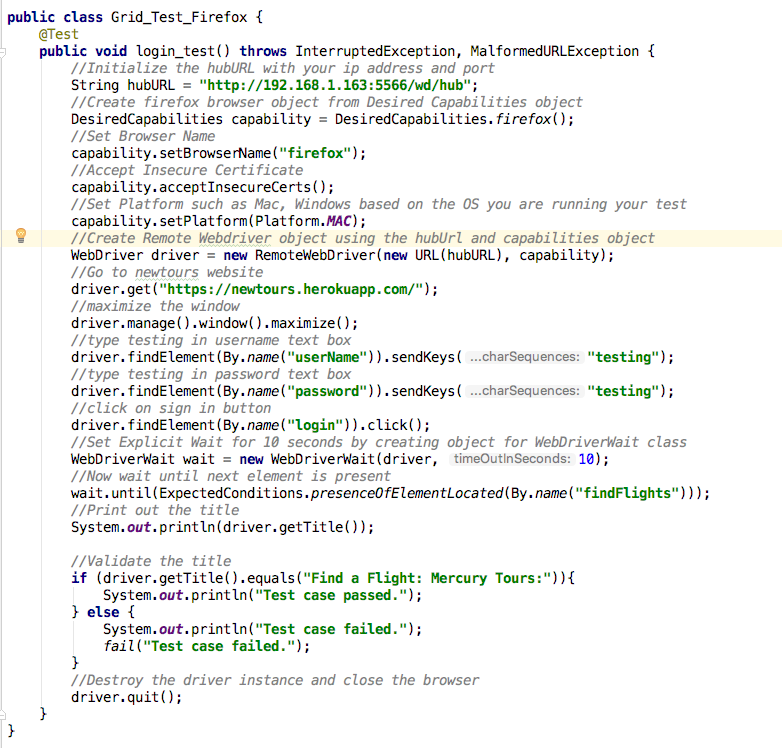 public class Grid_Test_Firefox {
@Test
public void login_test() throws InterruptedException, MalformedURLException {
//Initialize the hubURL with your ip address and port
String hubURL = "http://192.168.1.163:5566/wd/hub";
//Create firefox browser object from Desired Capabilities object
DesiredCapabilities capability = DesiredCapabilities.firefox();
//Set Browser Name
capability.setBrowserName("firefox");
//Accept Insecure Certificate
capability.acceptInsecureCerts();
//Set Platform such as Mac, Windows based on the OS you are running your test
capability.setPlatform(Platform.MAC);
//Create Remote Webdriver object using the hubUrl and capabilities object
WebDriver driver = new RemoteWebDriver(new URL(hubURL), capability);
//Go to newtours website
driver.get("https://newtours.herokuapp.com/");
//maximize the window
driver.manage().window().maximize();
//type testing in username text box
driver.findElement(By.name("userName")).sendKeys( ...charSequences: "testing");
//type testing in password text box
driver.findElement(By.name("password")).sendKeys( ...charSequences: "testing");
//click on sign in button
driver.findElement(By.name("login")).click();
//Set Explicit Wait for 10 seconds by creating object for WebDriverWait class
WebDriverWait wait = new WebDriverWait(driver, timeOutInSeconds: 10);
//Now wait until next element is present
wait.until(ExpectedConditions.presenceOfElementLocated(By.name("findFlights")));
//Print out the title
System.out.println(driver.getTitle());
//Validate the title
if (driver.getTitle().equals("Find a Flight: Mercury Tours:")){
System.out.println("Test case passed.");
} else {
System.out.println("Test case failed.");
fail("Test case failed.");
}
//Destroy the driver instance and close the browser
driver.quit();
}
}